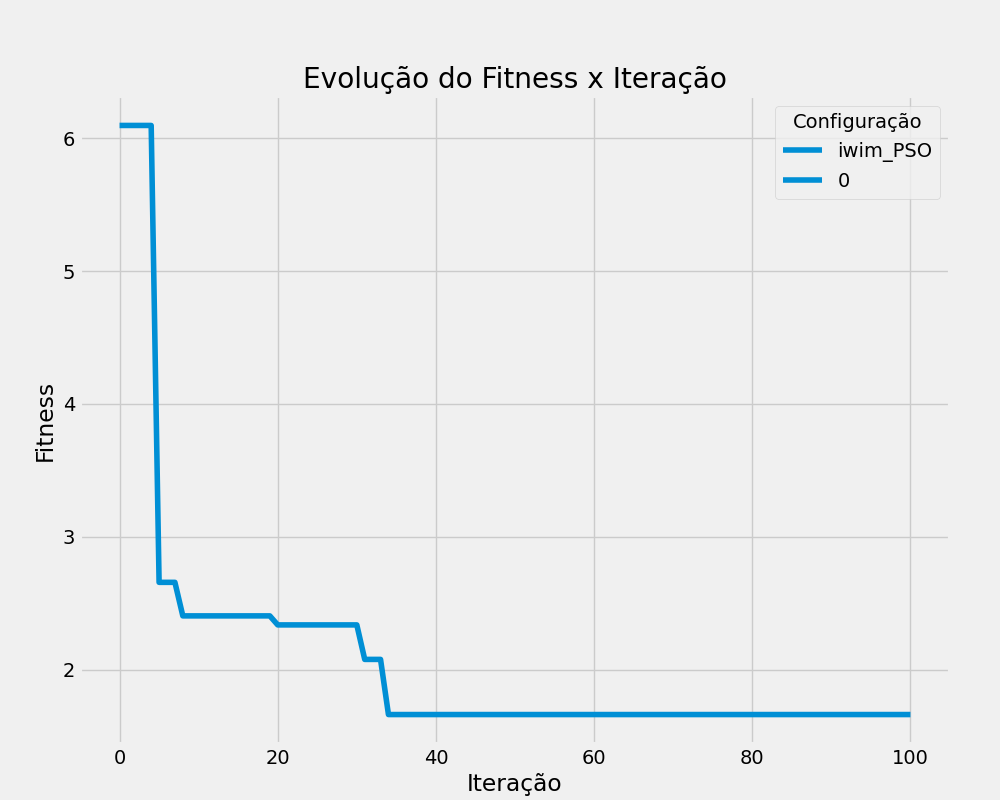 Evolução do Fitness x Iteração
Configuração
iwim_PSO
0
Fitness
6
5
4
3
2
0 20 40 60 80 100
Iteração